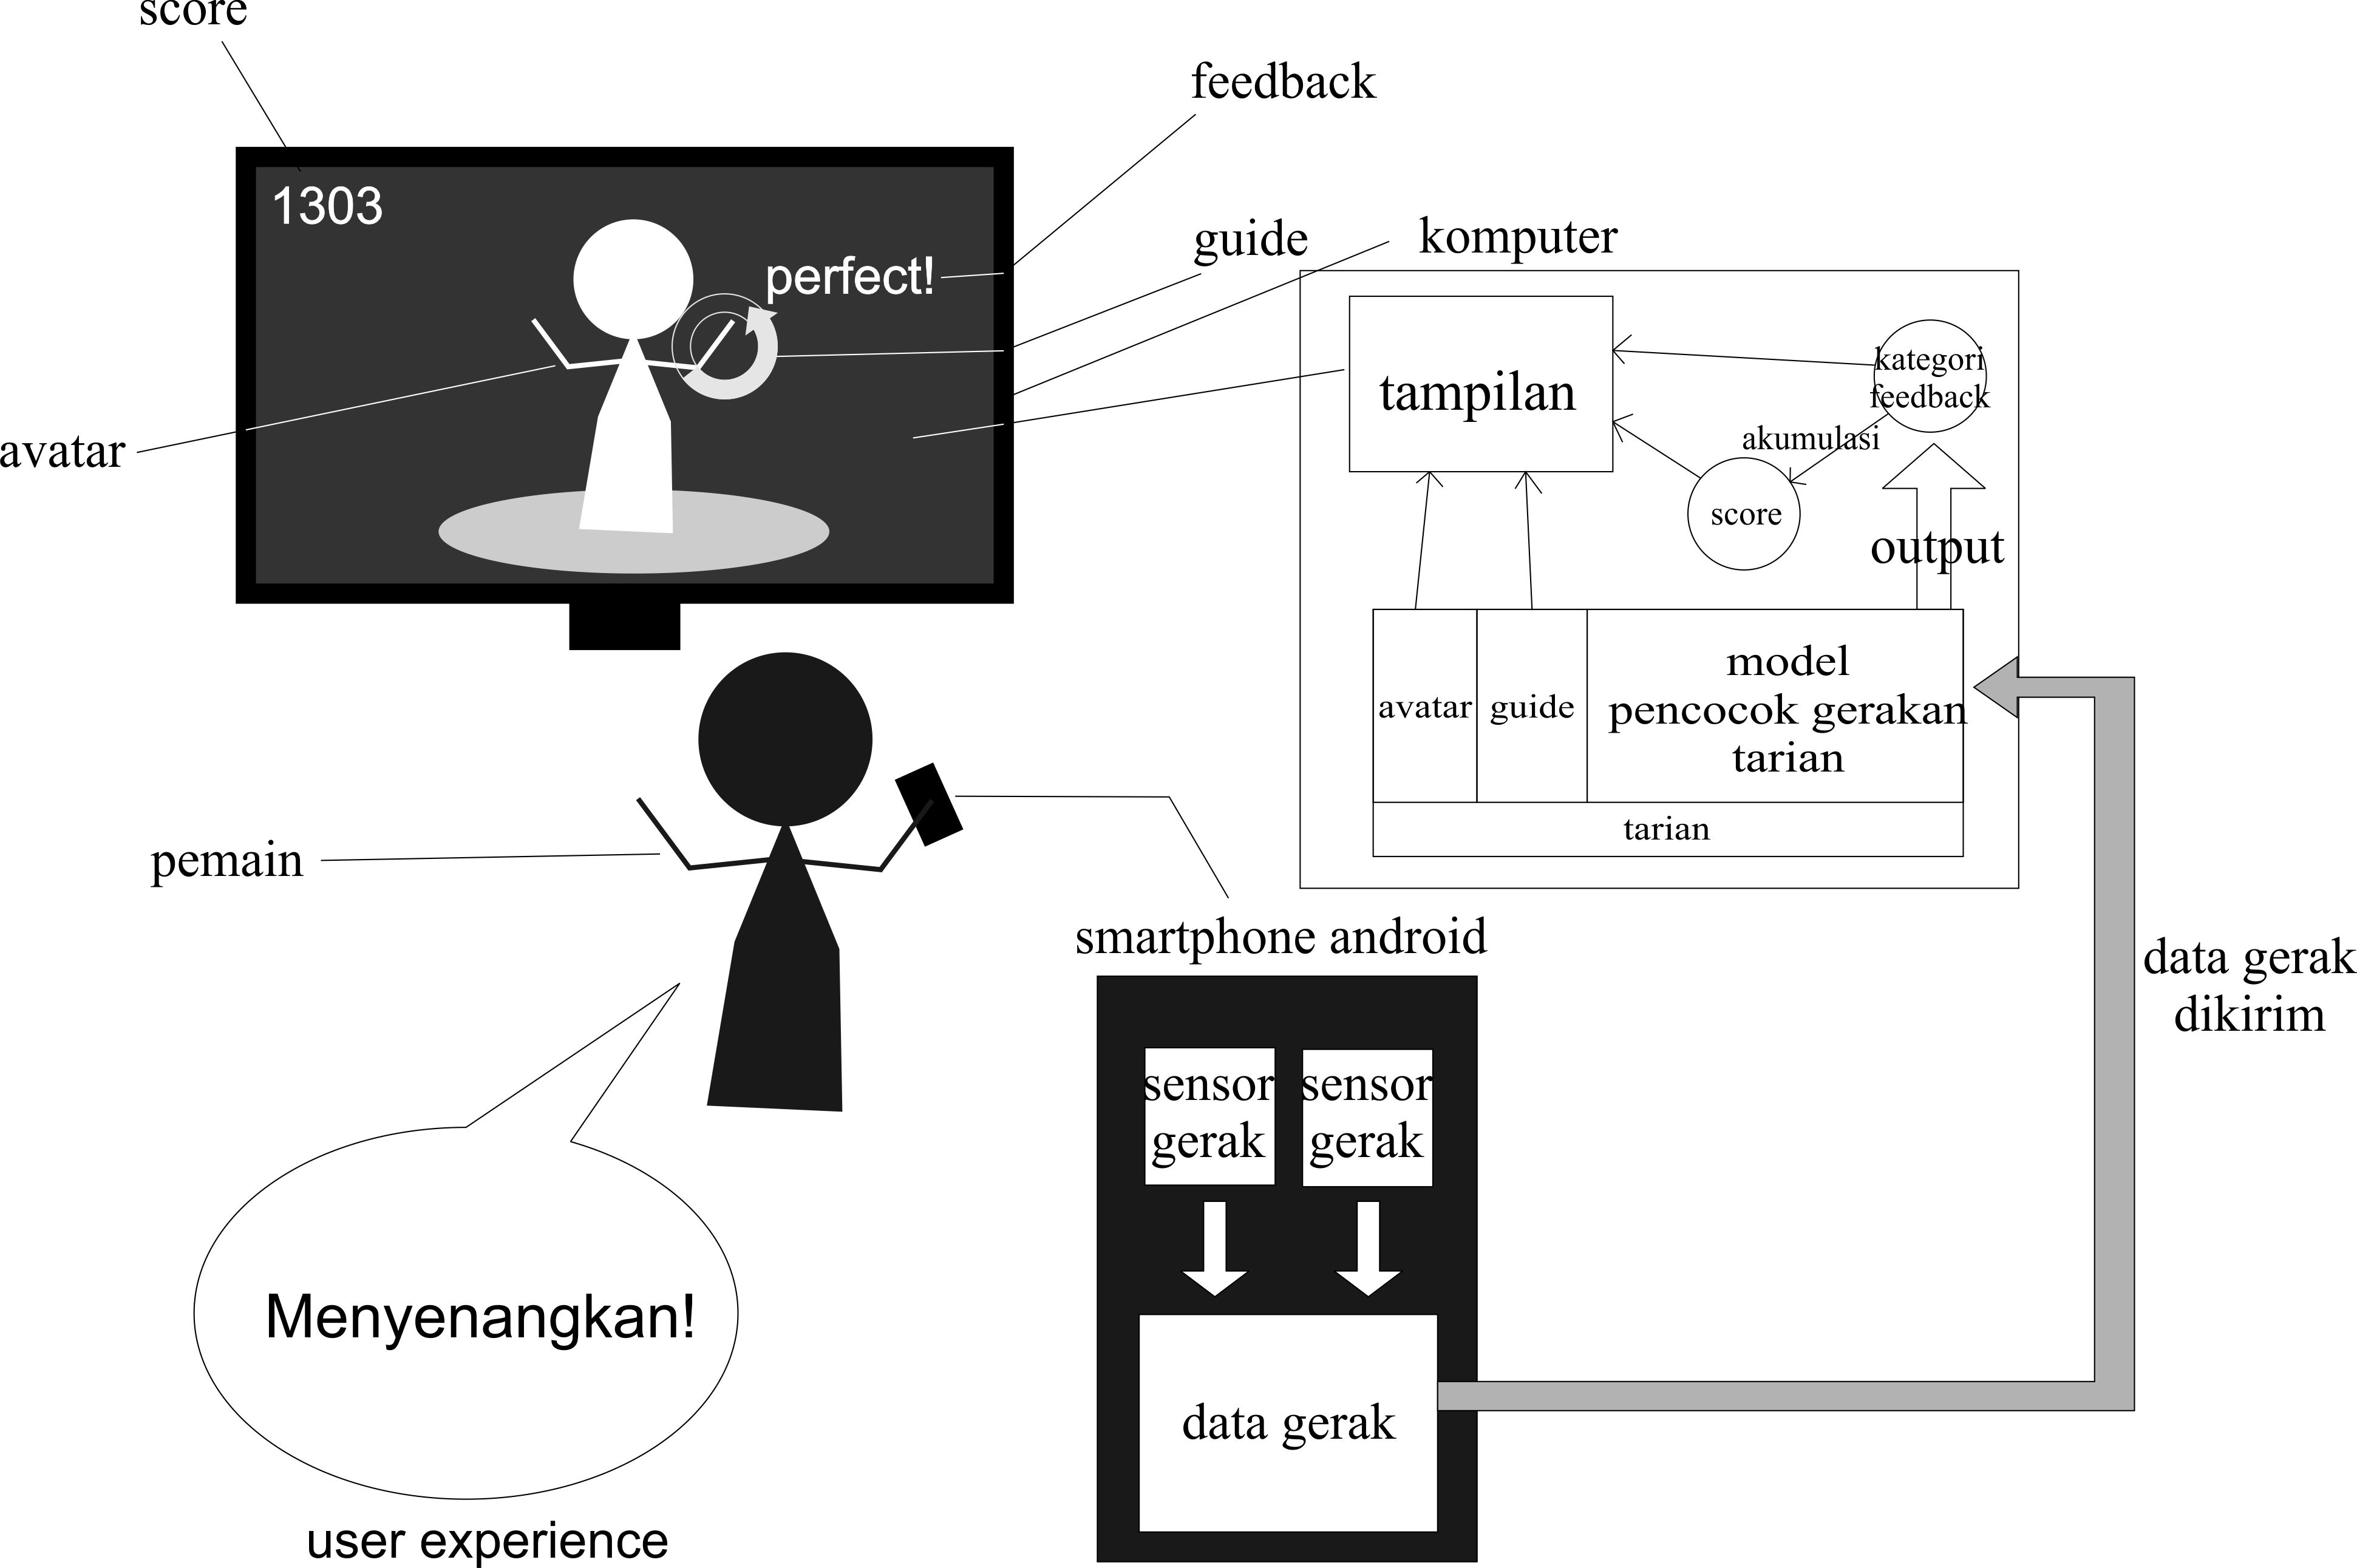 score
feedback
1303
guide
komputer
perfect!
avatar
tampilan
kategori
feedback
akumulasi
score
output
avatar
guide
model
pencocok gerakan
tarian
tarian
pemain
smartphone android
data gerak
dikirim
sensor
gerak
sensor
gerak
data gerak
Menyenangkan!
user experience